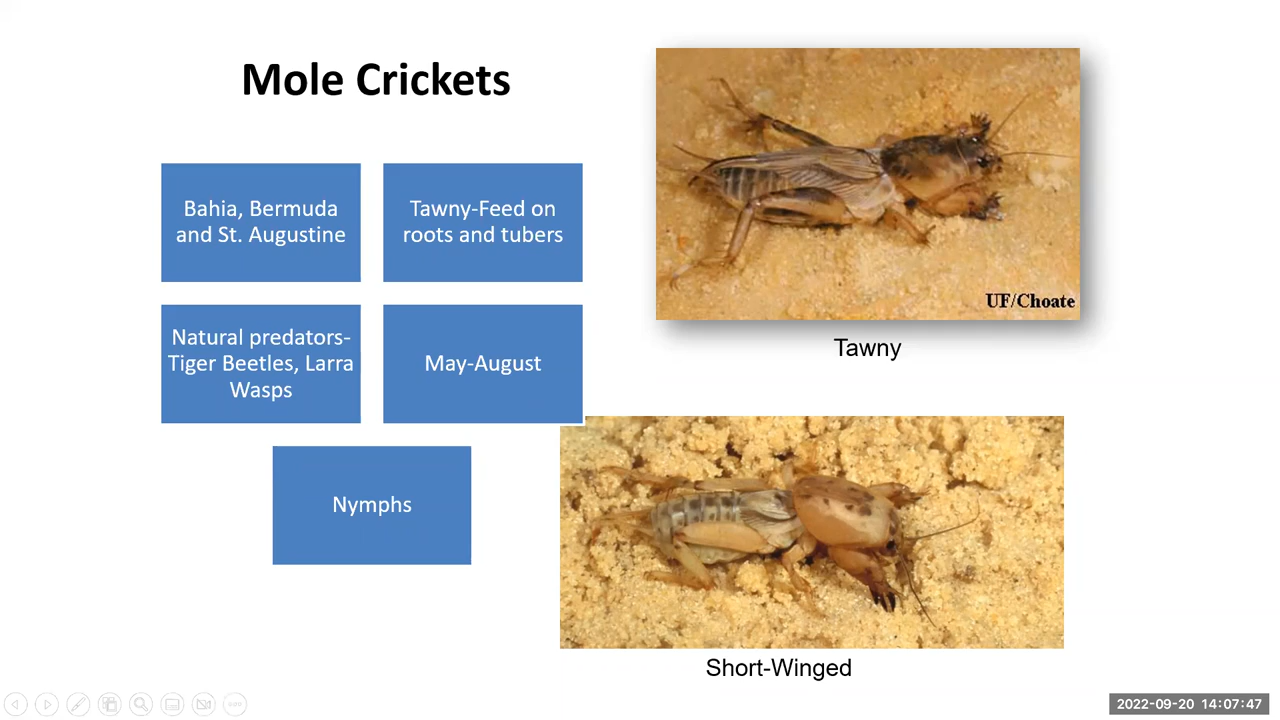 Mole Crickets
Bahia, Bermuda
and St. Augustine
Tawny-Feed on
roots and tubers
Natural predators-
Tiger Beetles, Larra
Wasps
May-August
Nymphs
UF/Choate
Tawny
Short-Winged
2022-09-20 14:07:47